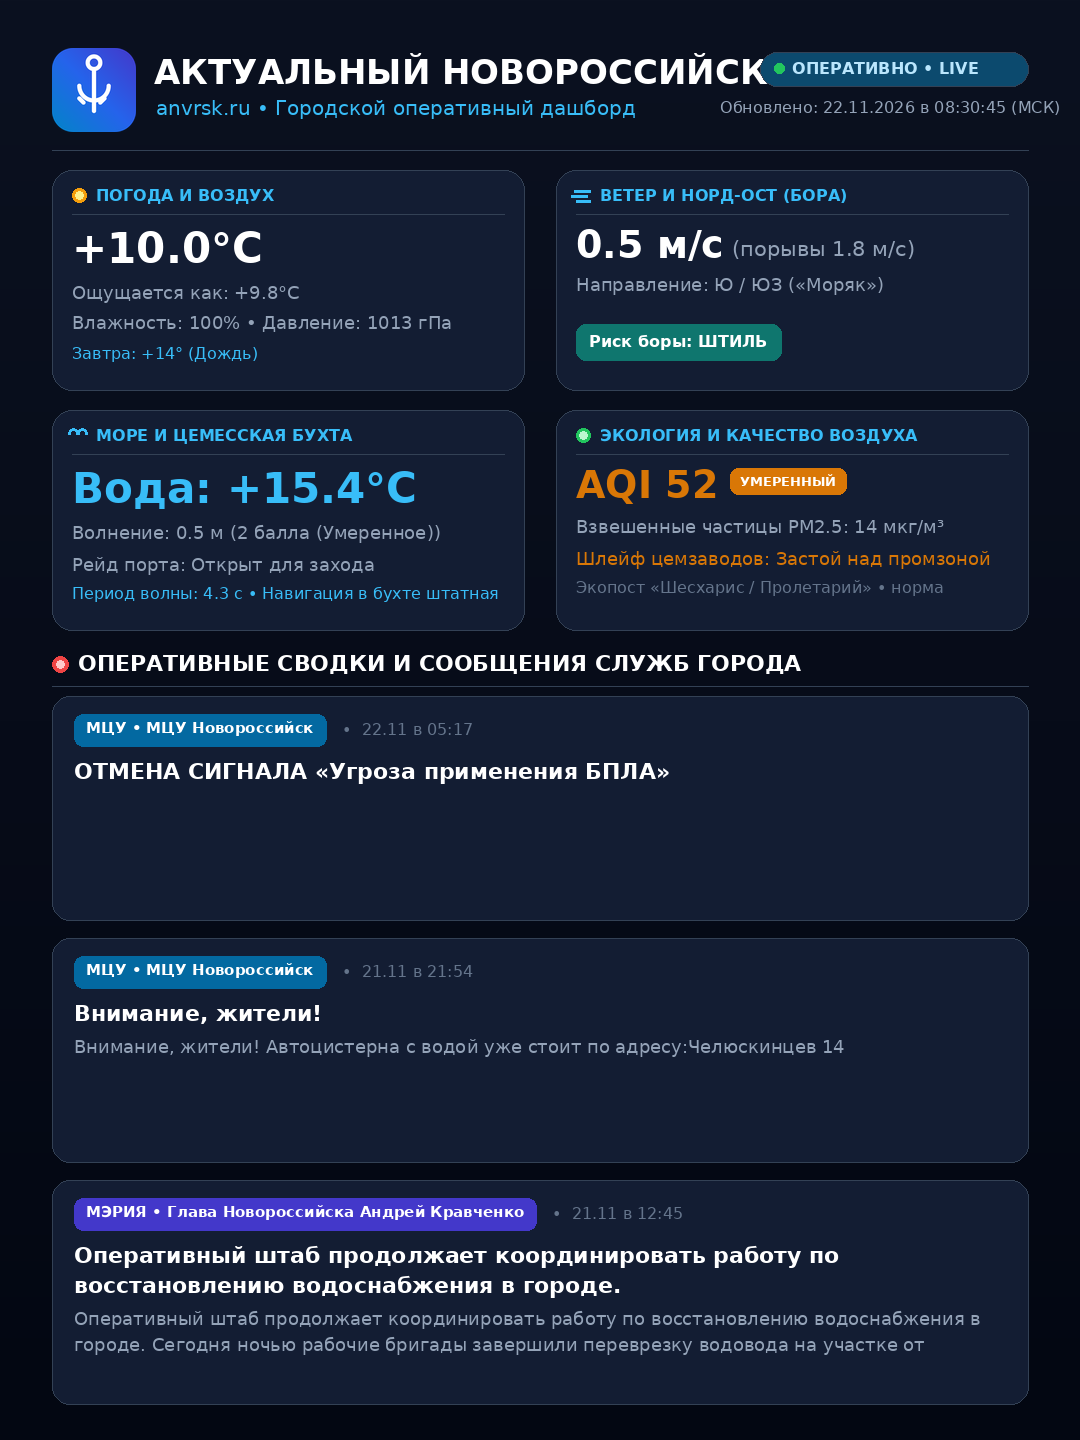 АКТУАЛЬНЫЙ НОВОРОССИЙСК
ОПЕРАТИВНО • LIVE
anvrsk.ru • Городской оперативный дашборд
Обновлено: 22.11.2026 в 08:30:45 (МСК)
ПОГОДА И ВОЗДУХ
+10.0°C
Ощущается как: +9.8°C
Влажность: 100% • Давление: 1013 гПа
Завтра: +14° (Дождь)
ВЕТЕР И НОРД-ОСТ (БОРА)
0.5 м/с (порывы 1.8 м/с)
Направление: Ю / ЮЗ («Моряк»)
Риск боры: ШТИЛЬ
МОРЕ И ЦЕМЕССКАЯ БУХТА
Вода: +15.4°C
Волнение: 0.5 м (2 балла (Умеренное))
Рейд порта: Открыт для захода
Период волны: 4.3 с • Навигация в бухте штатная
ЭКОЛОГИЯ И КАЧЕСТВО ВОЗДУХА
AQI 52 УМЕРЕННЫЙ
Взвешенные частицы PM2.5: 14 мкг/м³
Шлейф цемзаводов: Застой над промзоной
Экопост «Шесхарис / Пролетарий» • норма
ОПЕРАТИВНЫЕ СВОДКИ И СООБЩЕНИЯ СЛУЖБ ГОРОДА
МЦУ • МЦУ Новороссийск • 22.11 в 05:17
ОТМЕНА СИГНАЛА «Угроза применения БПЛА»
МЦУ • МЦУ Новороссийск • 21.11 в 21:54
Внимание, жители!
Внимание, жители! Автоцистерна с водой уже стоит по адресу:Челюскинцев 14
МЭРИЯ • Глава Новороссийска Андрей Кравченко • 21.11 в 12:45
Оперативный штаб продолжает координировать работу по
восстановлению водоснабжения в городе.
Оперативный штаб продолжает координировать работу по восстановлению водоснабжения в
городе. Сегодня ночью рабочие бригады завершили переврезку водовода на участке от